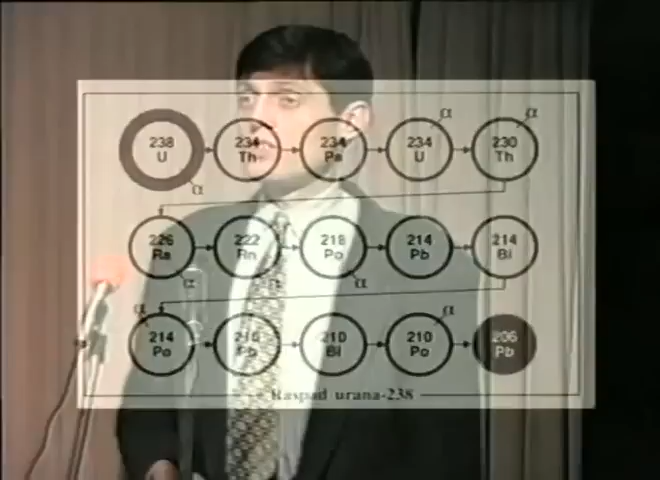 238 234 234 234 230
U Th Pa U Th
α α α
226 222 218 214 214
Ra Rn Po Pb Bi
α α α
214 210 210 210 206
Po Pb Bi Po Pb
α α
Raspad urana-238